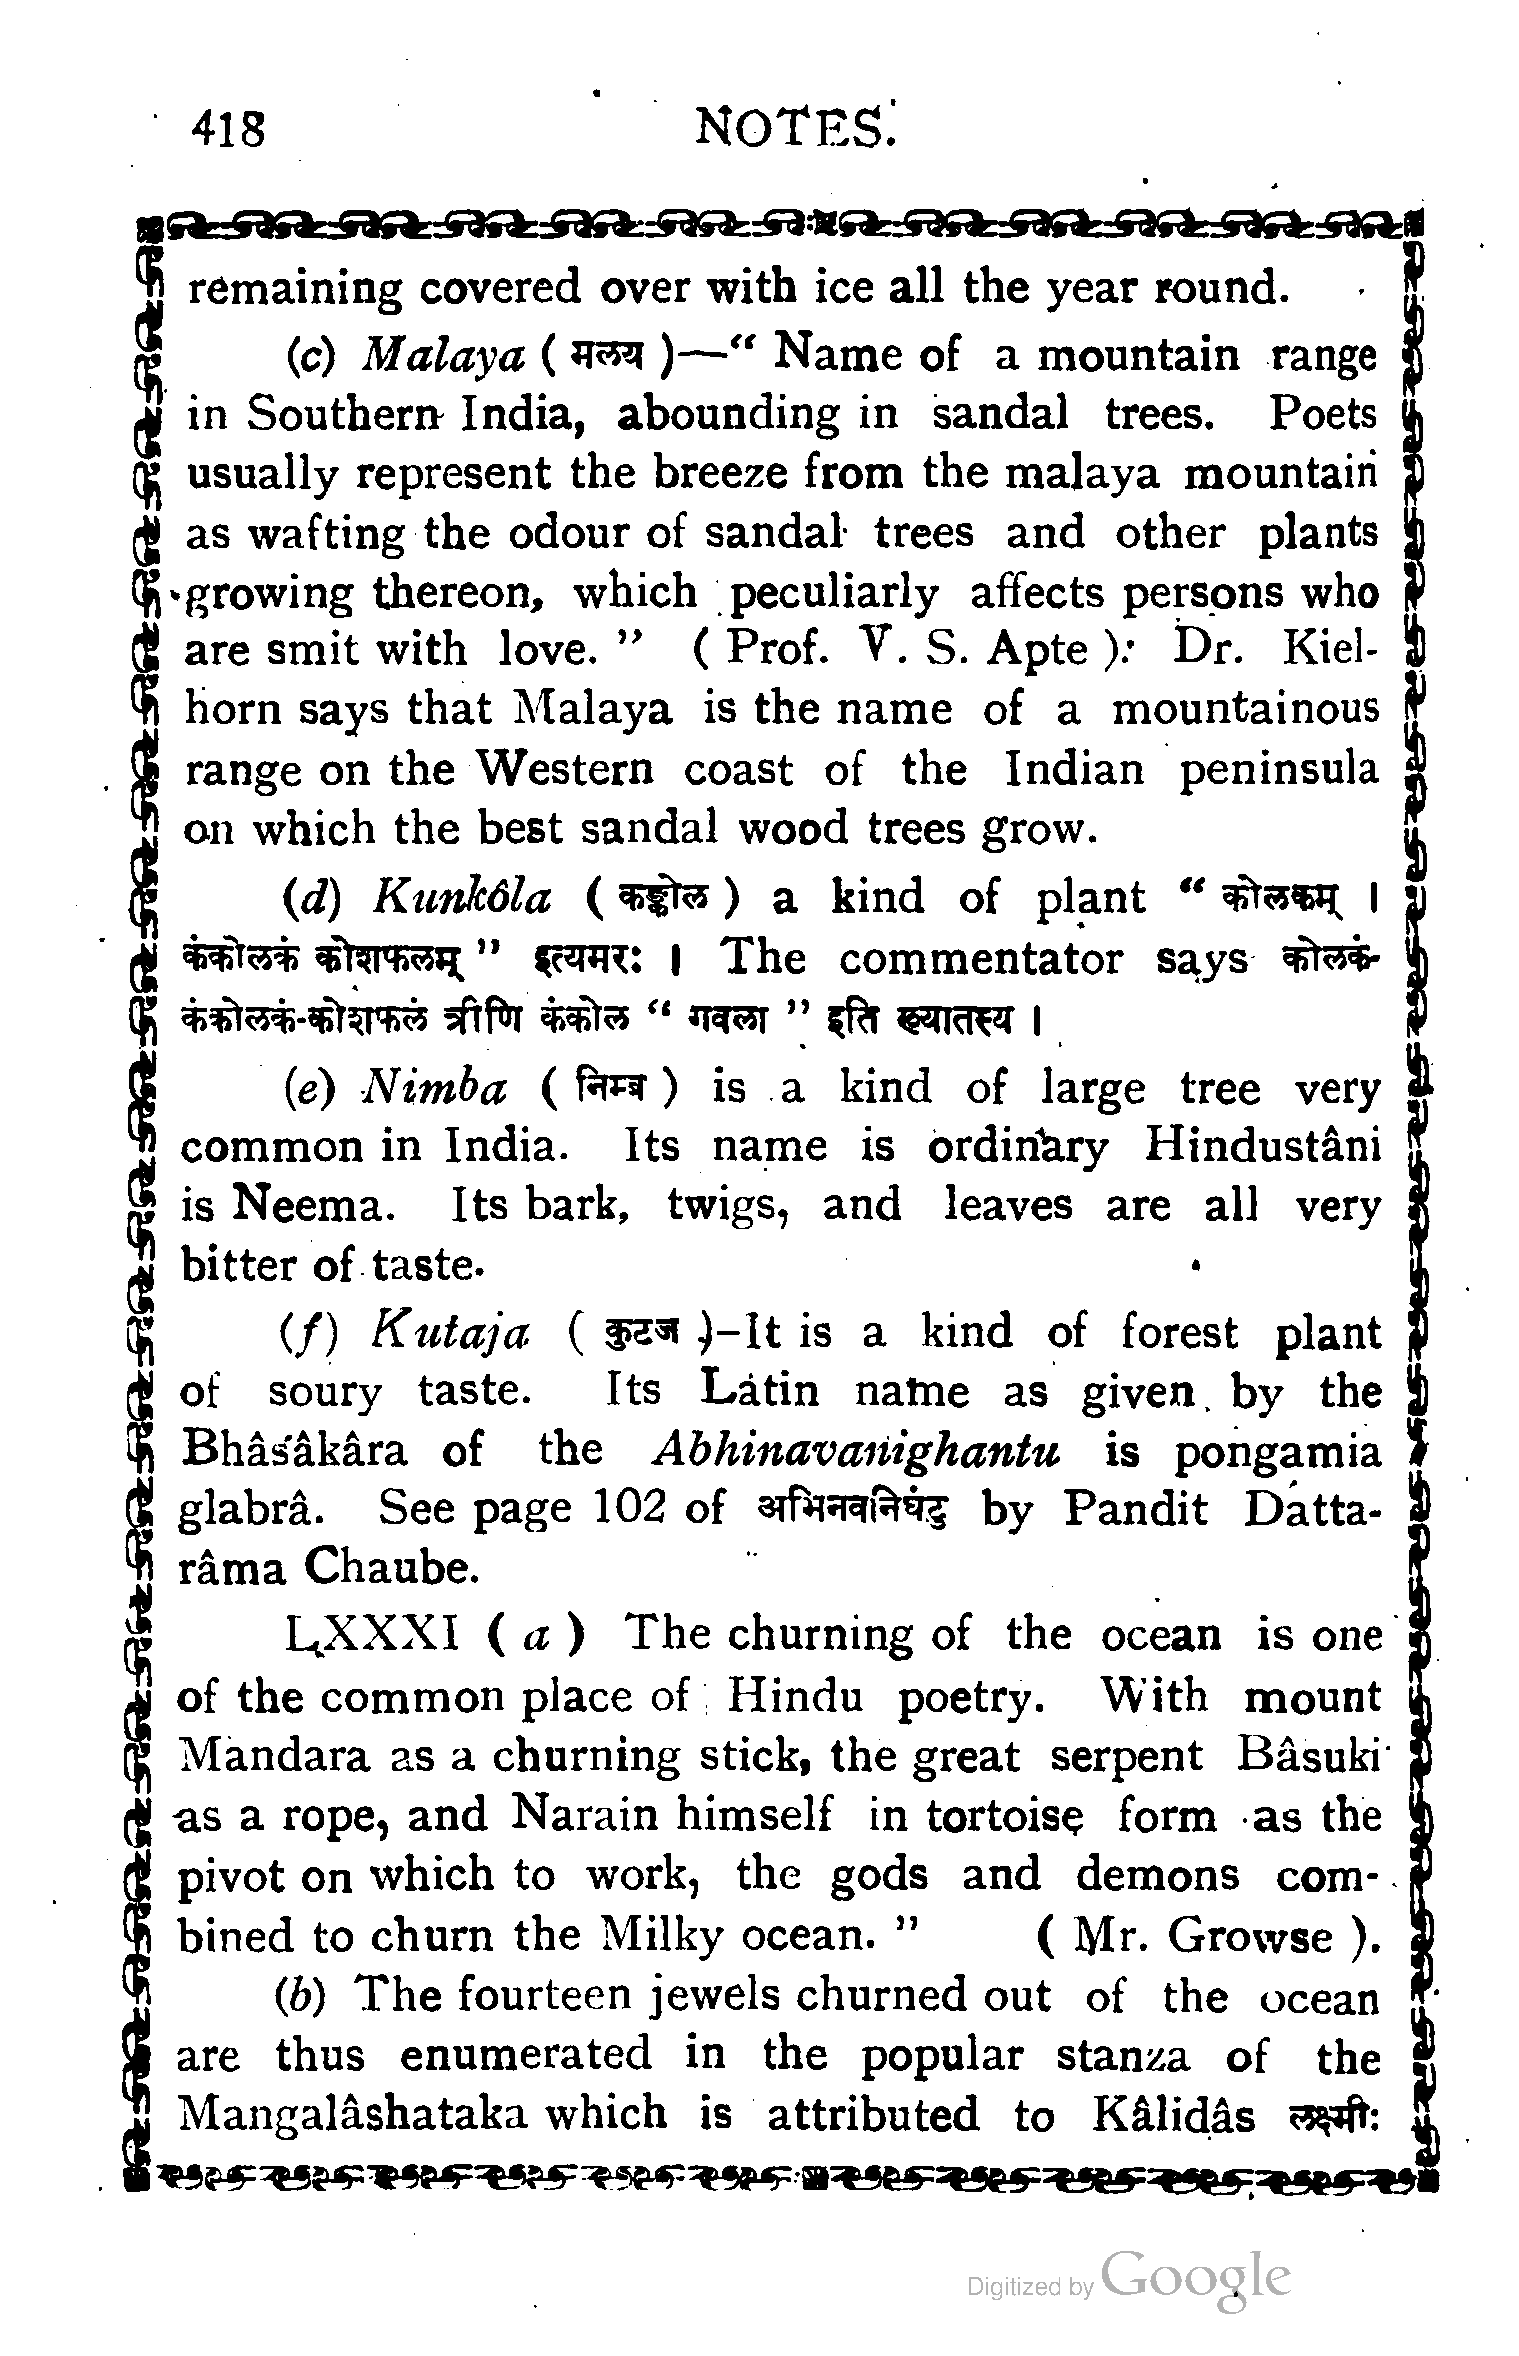 418 NOTES.
remaining covered over with ice all the year round.
(c) Malaya ( मलय )—“ Name of a mountain range
in Southern India, abounding in sandal trees. Poets
usually represent the breeze from the malaya mountain
as wafting the odour of sandal trees and other plants
growing thereon, which peculiarly affects persons who
are smit with love. ” ( Prof. V. S. Apte ): Dr. Kiel-
horn says that Malaya is the name of a mountainous
range on the Western coast of the Indian peninsula
on which the best sandal wood trees grow.
(d) Kunkôla ( कङ्कोल ) a kind of plant “ कोलकम् ।
कंकोलकं कोशफलम् ” इत्यमरः । The commentator says कोलकं-
कंकोलकं-कोशफलं त्रीणि कंकोल “ गवला ” इति ख्यातस्य ।
(e) Nimba ( निम्ब ) is a kind of large tree very
common in India. Its name is ordinary Hindustâni
is Neema. Its bark, twigs, and leaves are all very
bitter of taste.
(f) Kutaja ( कुटज )-It is a kind of forest plant
of soury taste. Its Latin name as given by the
Bhâsâkâra of the Abhinavanighantu is pongamia
glabrâ. See page 102 of अभिनवनिघंटु by Pandit Datta-
râma Chaube.
LXXXI ( a ) The churning of the ocean is one
of the common place of Hindu poetry. With mount
Mandara as a churning stick, the great serpent Bâsuki
as a rope, and Narain himself in tortoise form as the
pivot on which to work, the gods and demons com-
bined to churn the Milky ocean. ” ( Mr. Growse ).
(b) The fourteen jewels churned out of the ocean
are thus enumerated in the popular stanza of the
Mangalâshataka which is attributed to Kâlidâs लक्ष्मीः
Digitized by Google